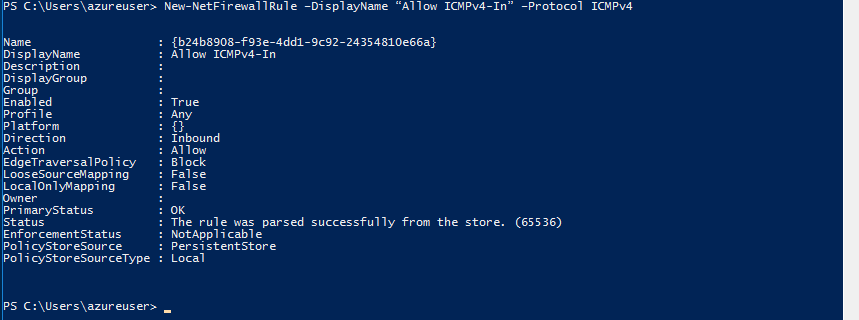 PS C:\Users\azureuser> New-NetFirewallRule –DisplayName “Allow ICMPv4-In” –Protocol ICMPv4
Name : {b24b8908-f93e-4dd1-9c92-24354810e66a}
DisplayName : Allow ICMPv4-In
Description :
DisplayGroup :
Group :
Enabled : True
Profile : Any
Platform : {}
Direction : Inbound
Action : Allow
EdgeTraversalPolicy : Block
LooseSourceMapping : False
LocalOnlyMapping : False
Owner :
PrimaryStatus : OK
Status : The rule was parsed successfully from the store. (65536)
EnforcementStatus : NotApplicable
PolicyStoreSource : PersistentStore
PolicyStoreSourceType : Local
PS C:\Users\azureuser> _